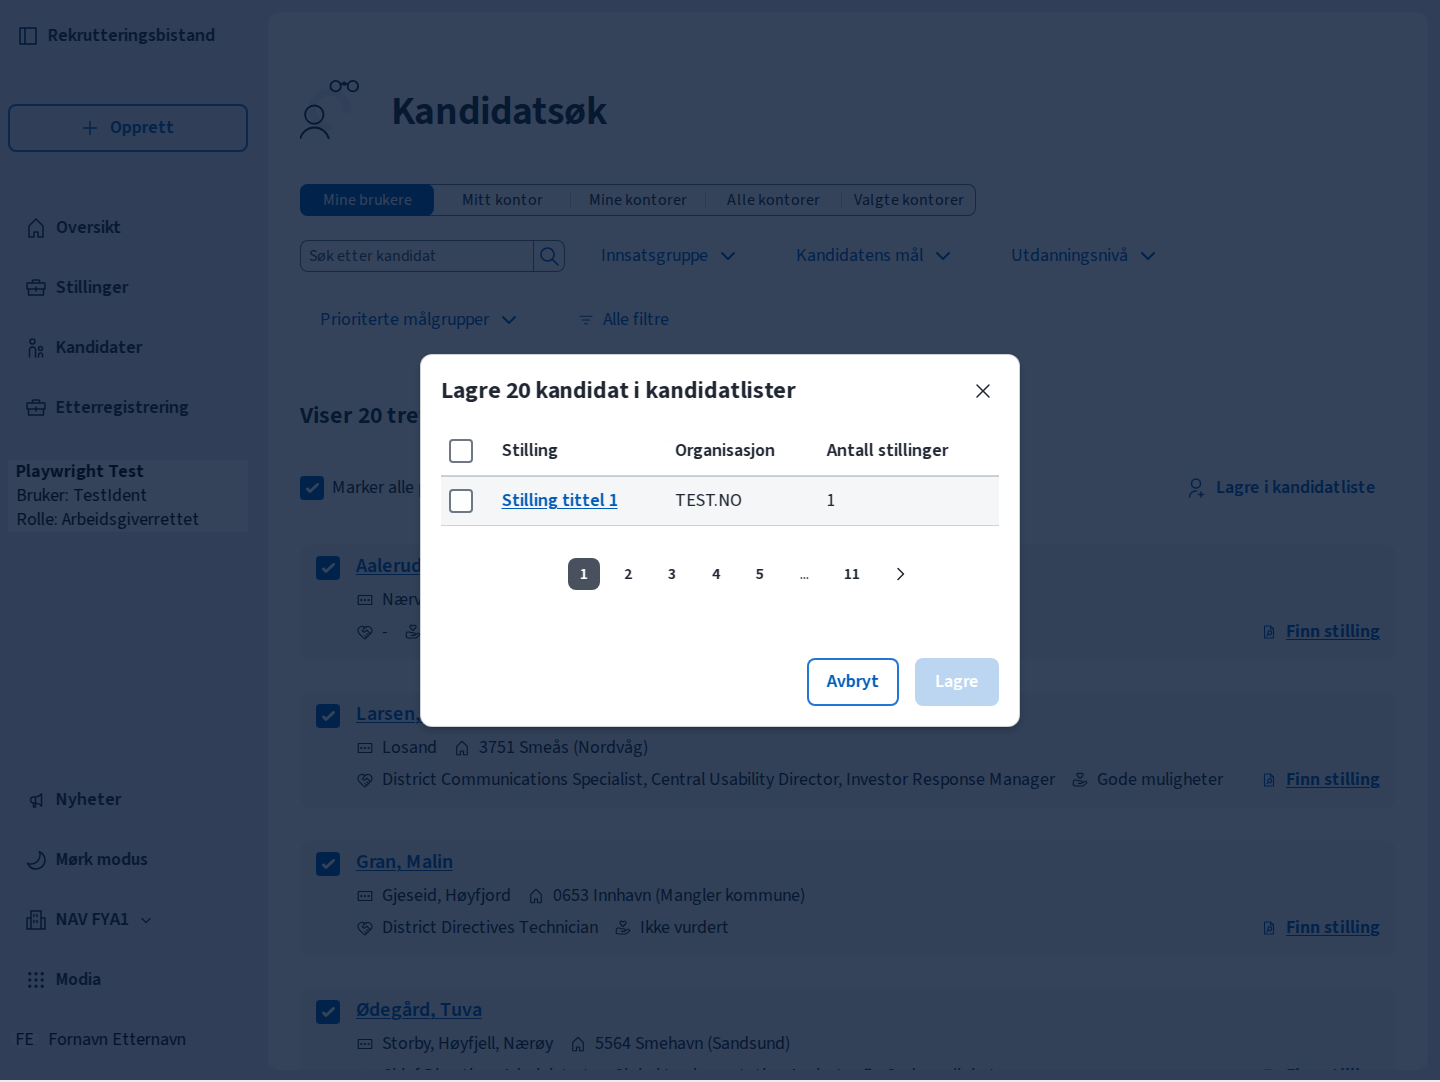 Rekrutteringsbistand
Opprett
Oversikt
Stillinger
Kandidater
Etterregistrering
Playwright Test
Bruker: TestIdent
Rolle: Arbeidsgiverrettet
Nyheter
Mørk modus
NAV FYA1
Modia
FE Fornavn Etternavn
Kandidatsøk
Mine brukere Mitt kontor Mine kontorer Alle kontorer Valgte kontorer
Søk etter kandidat Innsatsgruppe Kandidatens mål Utdanningsnivå
Prioriterte målgrupper Alle filtre
Viser 20 tre
Marker alle
Lagre i kandidatliste
Lagre 20 kandidat i kandidatlister
Stilling Organisasjon Antall stillinger
Stilling tittel 1 TEST.NO 1
1 2 3 4 5 ... 11
Avbryt Lagre
Aalerud
Nærv
- Finn stilling
Larsen,
Losand 3751 Smeås (Nordvåg)
District Communications Specialist, Central Usability Director, Investor Response Manager Gode muligheter Finn stilling
Gran, Malin
Gjeseid, Høyfjord 0653 Innhavn (Mangler kommune)
District Directives Technician Ikke vurdert Finn stilling
Ødegård, Tuva
Storby, Høyfjell, Nærøy 5564 Smehavn (Sandsund)